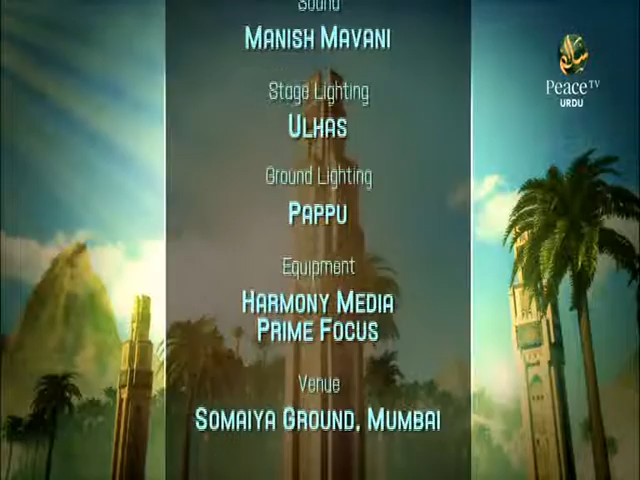 Sound
MANISH MAVANI
Stage Lighting
ULHAS
Ground Lighting
PAPPU
Equipment
HARMONY MEDIA
PRIME FOCUS
Venue
SOMAIYA GROUND, MUMBAI
Peace TV
URDU